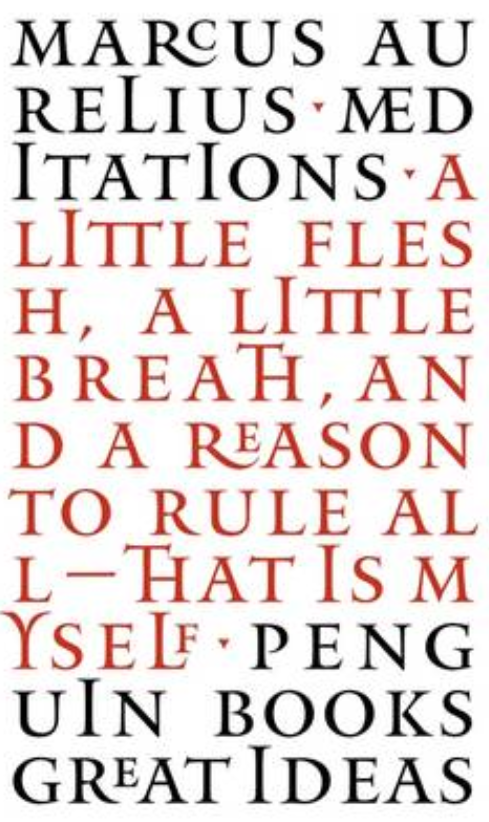 MARCUS AU
RELIUS · MED
ITATIONS · A
LITTLE FLES
H, A LITTLE
BREATH, AN
D A REASON
TO RULE AL
L—THAT IS M
YSELF · PENG
UIN BOOKS
GREAT IDEAS